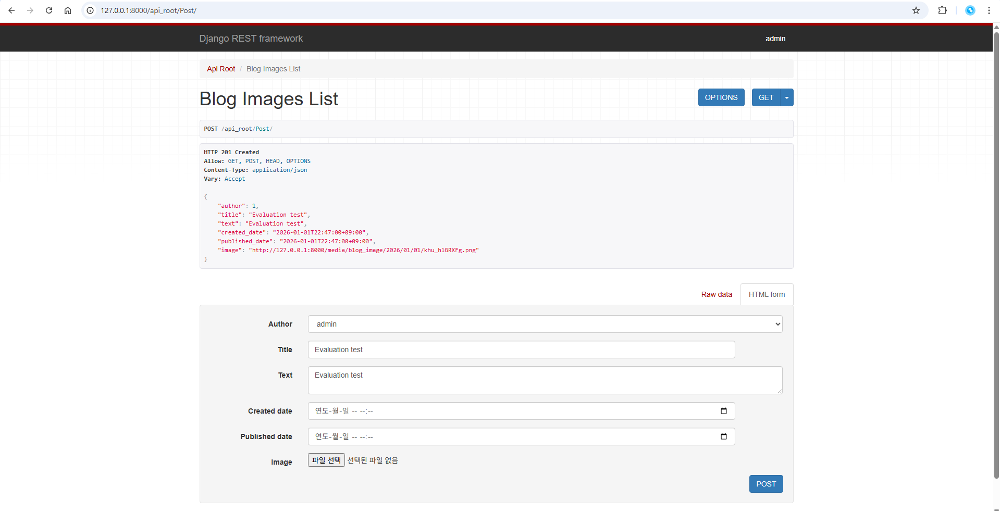 127.0.0.1:8000/api_root/Post/
Django REST framework
admin
Api Root / Blog Images List
Blog Images List
OPTIONS
GET
POST /api_root/Post/
HTTP 201 Created
Allow: GET, POST, HEAD, OPTIONS
Content-Type: application/json
Vary: Accept
{
"author": 1,
"title": "Evaluation test",
"text": "Evaluation test",
"created_date": "2026-01-01T22:47:00+09:00",
"published_date": "2026-01-01T22:47:00+09:00",
"image": "http://127.0.0.1:8000/media/blog_image/2026/01/01/khu_hlGRXFg.png"
}
Raw data
HTML form
Author
admin
Title
Evaluation test
Text
Evaluation test
Created date
연도-월-일 -- --:--
Published date
연도-월-일 -- --:--
Image
파일 선택 선택된 파일 없음
POST